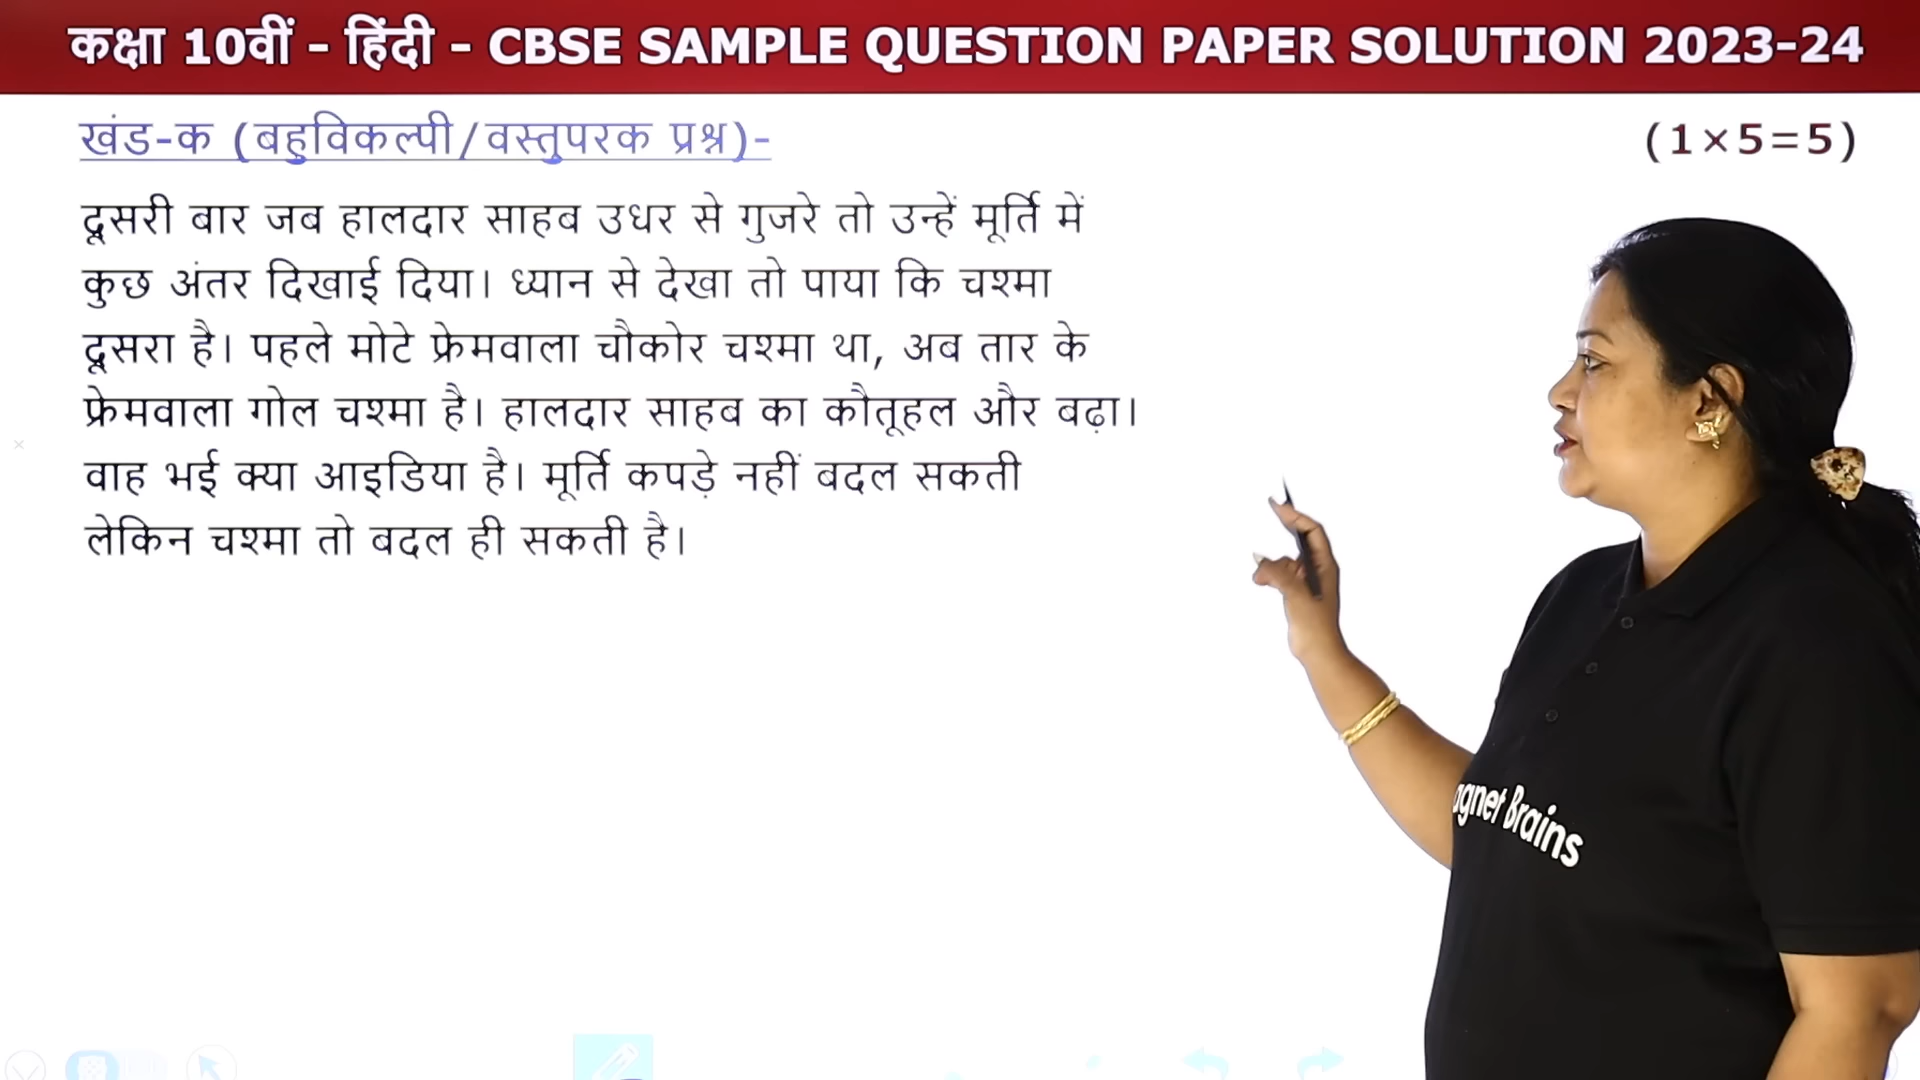 कक्षा 10वीं - हिंदी - CBSE SAMPLE QUESTION PAPER SOLUTION 2023-24
खंड-क (बहुविकल्पी/वस्तुपरक प्रश्न)-
(1×5=5)
दूसरी बार जब हालदार साहब उधर से गुजरे तो उन्हें मूर्ति में
कुछ अंतर दिखाई दिया। ध्यान से देखा तो पाया कि चश्मा
दूसरा है। पहले मोटे फ्रेमवाला चौकोर चश्मा था, अब तार के
फ्रेमवाला गोल चश्मा है। हालदार साहब का कौतूहल और बढ़ा।
वाह भई क्या आइडिया है। मूर्ति कपड़े नहीं बदल सकती
लेकिन चश्मा तो बदल ही सकती है।
agnet Brains